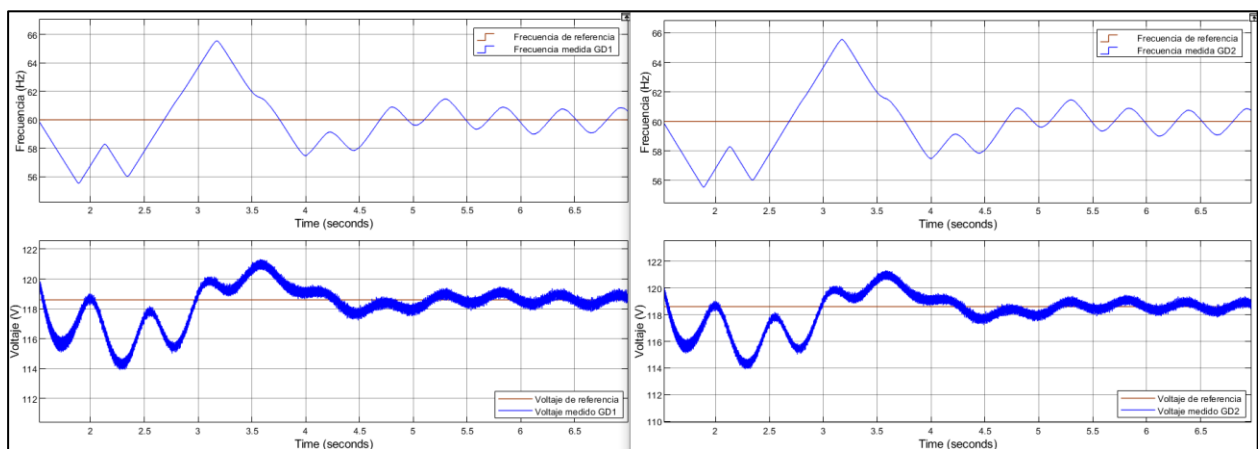 Frecuencia de referencia
Frecuencia medida GD1
Frecuencia (Hz)
66
64
62
60
58
56
2 2.5 3 3.5 4 4.5 5 5.5 6 6.5
Time (seconds)
Voltaje (V)
122
120
118
116
114
112
Voltaje de referencia
Voltaje medido GD1
2 2.5 3 3.5 4 4.5 5 5.5 6 6.5
Time (seconds)
Frecuencia de referencia
Frecuencia medida GD2
Frecuencia (Hz)
66
64
62
60
58
56
2 2.5 3 3.5 4 4.5 5 5.5 6 6.5
Time (seconds)
Voltaje (V)
122
120
118
116
114
112
110
Voltaje de referencia
Voltaje medido GD2
2 2.5 3 3.5 4 4.5 5 5.5 6 6.5
Time (seconds)